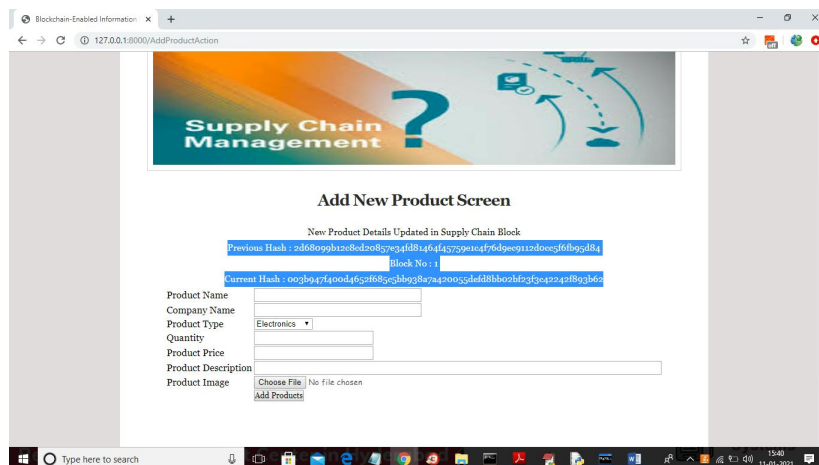 Blockchain-Enabled Information
127.0.0.1:8000/AddProductAction
Supply Chain
Management
?
Add New Product Screen
New Product Details Updated in Supply Chain Block
Previous Hash : 2d68099b12c8cd20857e34fd81464f45759e1c4f76d9ec9112d0ce5f6fb95d84
Block No : 1
Current Hash : 003b947f400d4652f685c5bb938a7a420055defd8bb02bf23f3e42242f893b62
Product Name
Company Name
Product Type Electronics
Quantity
Product Price
Product Description
Product Image Choose File No file chosen
Add Products
Type here to search
15:40
11-01-2021